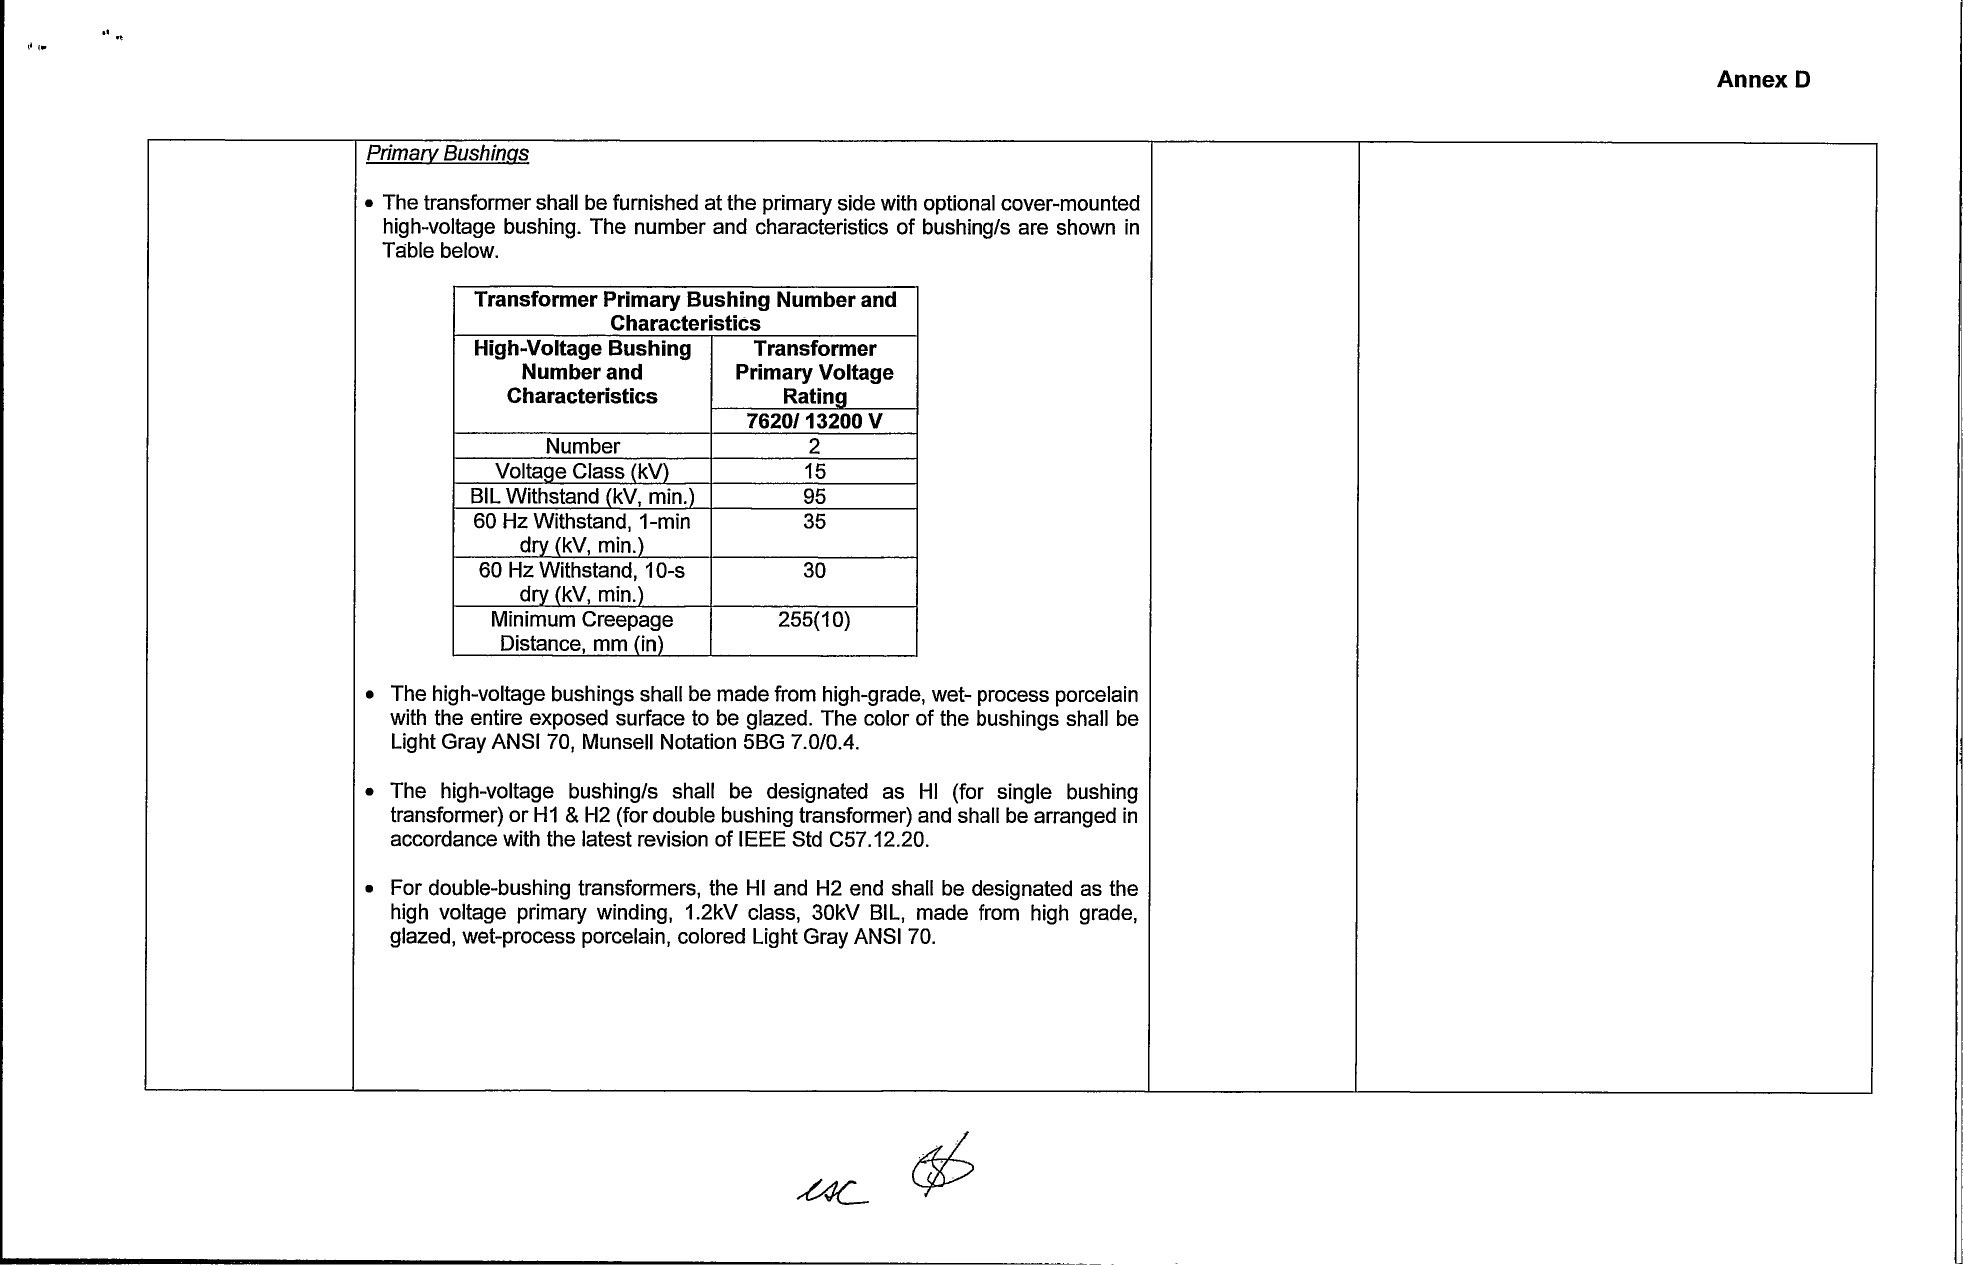 Annex D
Primary Bushings
• The transformer shall be furnished at the primary side with optional cover-mounted
high-voltage bushing. The number and characteristics of bushing/s are shown in
Table below.
Transformer Primary Bushing Number and
Characteristics
High-Voltage Bushing
Number and
Characteristics
Transformer
Primary Voltage
Rating
7620/ 13200 V
Number 2
Voltage Class (kV) 15
BIL Withstand (kV, min.) 95
60 Hz Withstand, 1-min 35
dry (kV, min.)
60 Hz Withstand, 10-s 30
dry (kV, min.)
Minimum Creepage 255(10)
Distance, mm (in)
• The high-voltage bushings shall be made from high-grade, wet- process porcelain
with the entire exposed surface to be glazed. The color of the bushings shall be
Light Gray ANSI 70, Munsell Notation 5BG 7.0/0.4.
• The high-voltage bushing/s shall be designated as HI (for single bushing
transformer) or H1 & H2 (for double bushing transformer) and shall be arranged in
accordance with the latest revision of IEEE Std C57.12.20.
• For double-bushing transformers, the HI and H2 end shall be designated as the
high voltage primary winding, 1.2kV class, 30kV BIL, made from high grade,
glazed, wet-process porcelain, colored Light Gray ANSI 70.